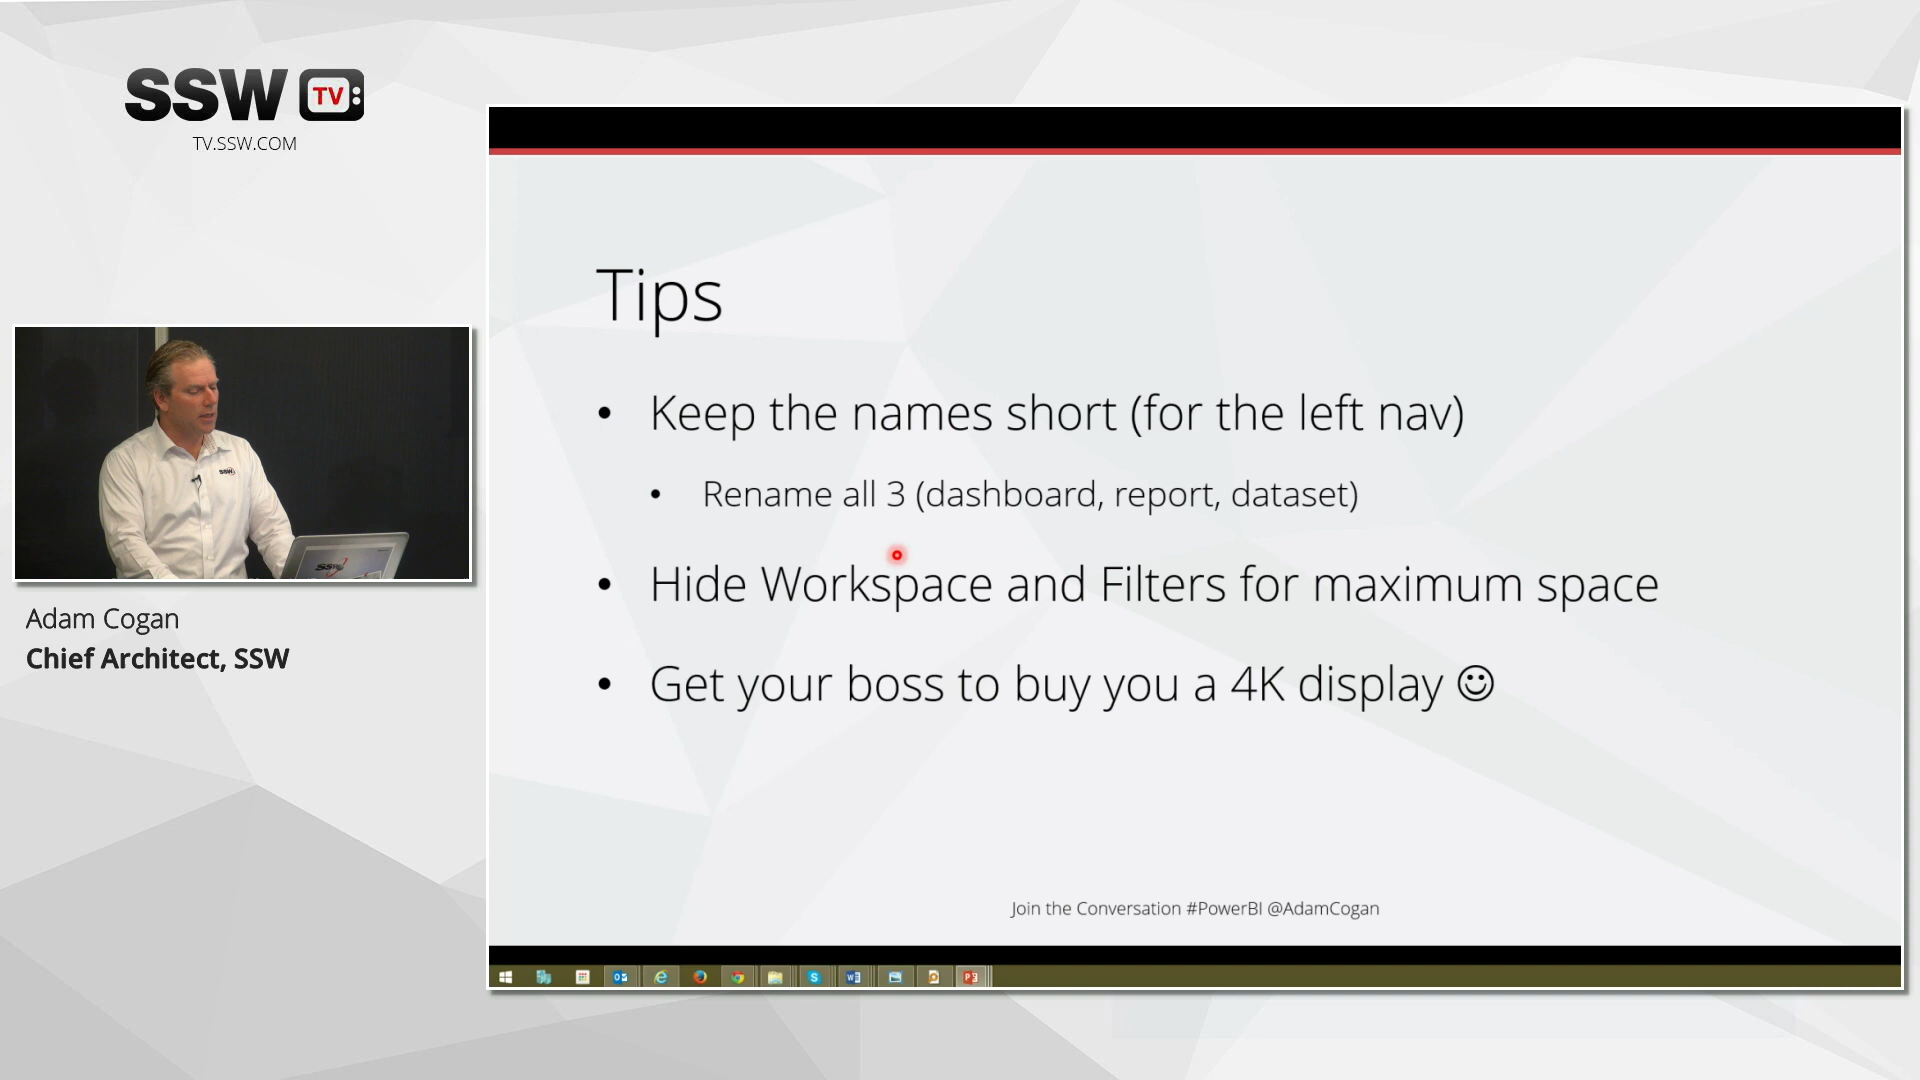 SSW TV
TV.SSW.COM
Tips
• Keep the names short (for the left nav)
• Rename all 3 (dashboard, report, dataset)
• Hide Workspace and Filters for maximum space
• Get your boss to buy you a 4K display ☺
Join the Conversation #PowerBI @AdamCogan
SSW
SSW
Adam Cogan
Chief Architect, SSW